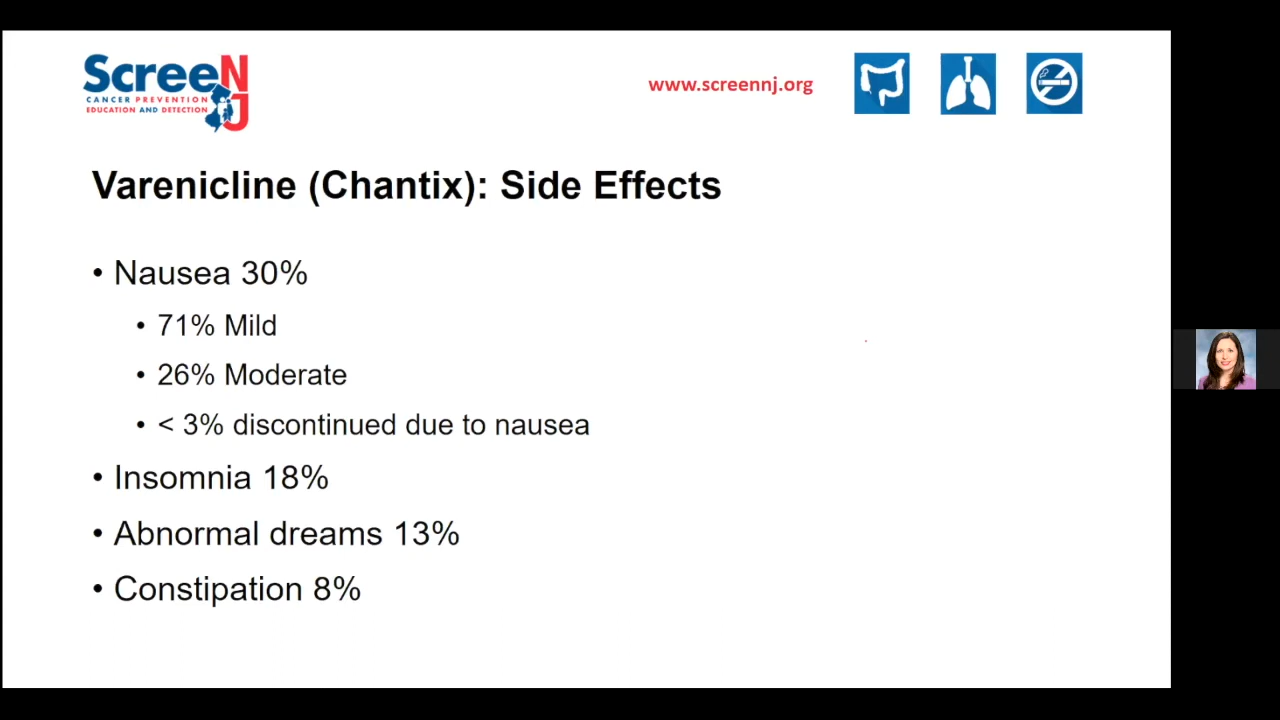 ScreeNJ
CANCER PREVENTION
EDUCATION AND DETECTION
www.screennj.org
Varenicline (Chantix): Side Effects
• Nausea 30%
• 71% Mild
• 26% Moderate
• < 3% discontinued due to nausea
• Insomnia 18%
• Abnormal dreams 13%
• Constipation 8%